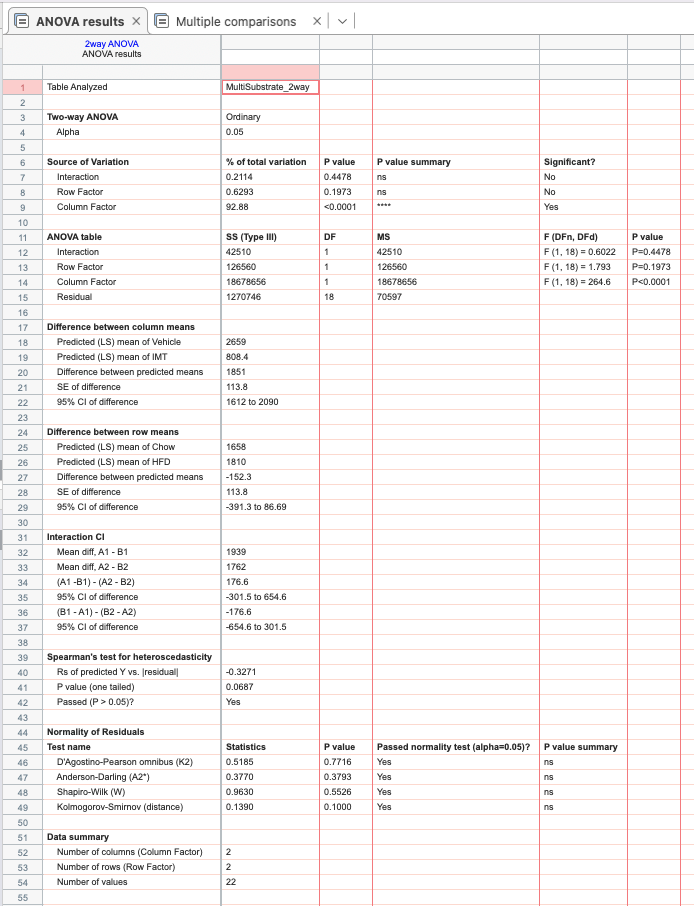 ANOVA results × Multiple comparisons ×
2way ANOVA
ANOVA results
1 Table Analyzed MultiSubstrate_2way
2
3 Two-way ANOVA Ordinary
4 Alpha 0.05
5
6 Source of Variation % of total variation P value P value summary Significant?
7 Interaction 0.2114 0.4478 ns No
8 Row Factor 0.6293 0.1973 ns No
9 Column Factor 92.88 <0.0001 **** Yes
10
11 ANOVA table SS (Type III) DF MS F (DFn, DFd) P value
12 Interaction 42510 1 42510 F (1, 18) = 0.6022 P=0.4478
13 Row Factor 126560 1 126560 F (1, 18) = 1.793 P=0.1973
14 Column Factor 18678656 1 18678656 F (1, 18) = 264.6 P<0.0001
15 Residual 1270746 18 70597
16
17 Difference between column means
18 Predicted (LS) mean of Vehicle 2659
19 Predicted (LS) mean of IMT 808.4
20 Difference between predicted means 1851
21 SE of difference 113.8
22 95% CI of difference 1612 to 2090
23
24 Difference between row means
25 Predicted (LS) mean of Chow 1658
26 Predicted (LS) mean of HFD 1810
27 Difference between predicted means -152.3
28 SE of difference 113.8
29 95% CI of difference -391.3 to 86.69
30
31 Interaction CI
32 Mean diff, A1 - B1 1939
33 Mean diff, A2 - B2 1762
34 (A1 -B1) - (A2 - B2) 176.6
35 95% CI of difference -301.5 to 654.6
36 (B1 - A1) - (B2 - A2) -176.6
37 95% CI of difference -654.6 to 301.5
38
39 Spearman's test for heteroscedasticity
40 Rs of predicted Y vs. |residual| -0.3271
41 P value (one tailed) 0.0687
42 Passed (P > 0.05)? Yes
43
44 Normality of Residuals
45 Test name Statistics P value Passed normality test (alpha=0.05)? P value summary
46 D'Agostino-Pearson omnibus (K2) 0.5185 0.7716 Yes ns
47 Anderson-Darling (A2*) 0.3770 0.3793 Yes ns
48 Shapiro-Wilk (W) 0.9630 0.5526 Yes ns
49 Kolmogorov-Smirnov (distance) 0.1390 0.1000 Yes ns
50
51 Data summary
52 Number of columns (Column Factor) 2
53 Number of rows (Row Factor) 2
54 Number of values 22
55